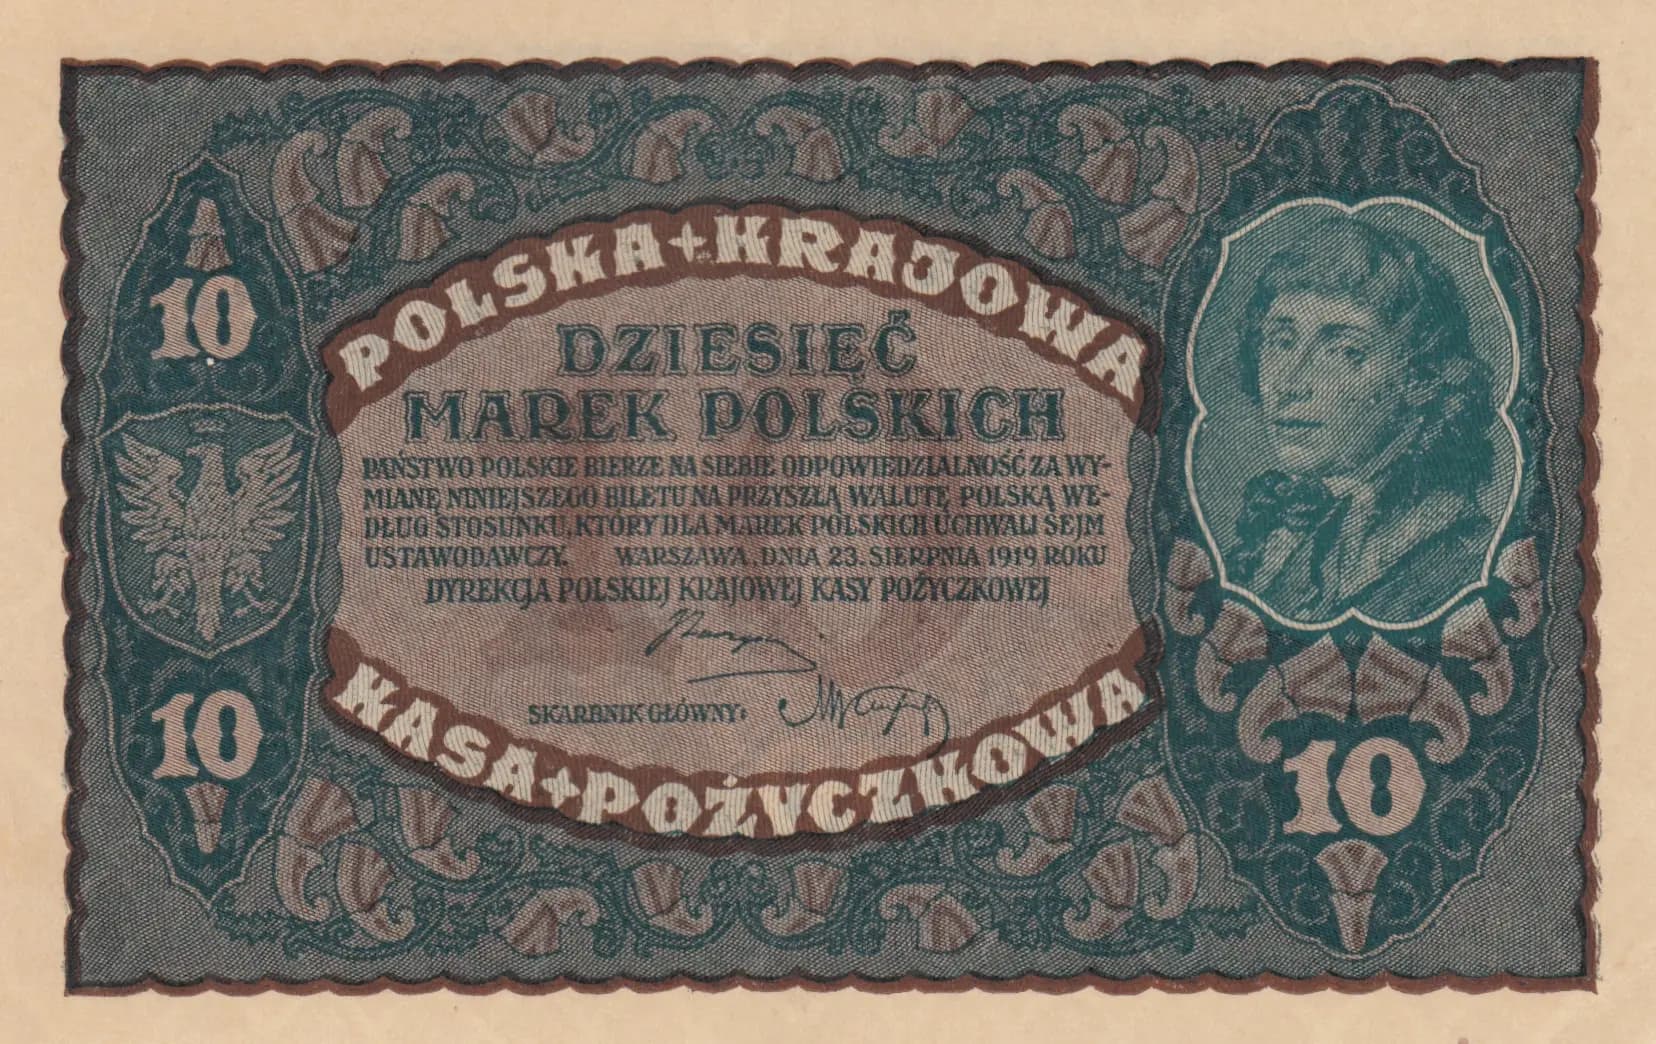 POLSKA KRAJOWA
10
DZIESIĘĆ
MAREK POLSKICH
PAŃSTWO POLSKIE BIERZE NA SIEBIE ODPOWIEDZIALNOŚĆ ZA WY-
MIANĘ NINIEJSZEGO BILETU NA PRZYSZŁĄ WALUTĘ POLSKĄ WE-
DŁUG STOSUNKU, KTÓRY DLA MAREK POLSKICH UCHWALI SEJM
USTAWODAWCZY. WARSZAWA, DNIA 23. SIERPNIA 1919 ROKU
DYREKCJA POLSKIEJ KRAJOWEJ KASY POŻYCZKOWEJ
SKARBNIK GŁÓWNY:
10
KASA POŻYCZKOWA
10